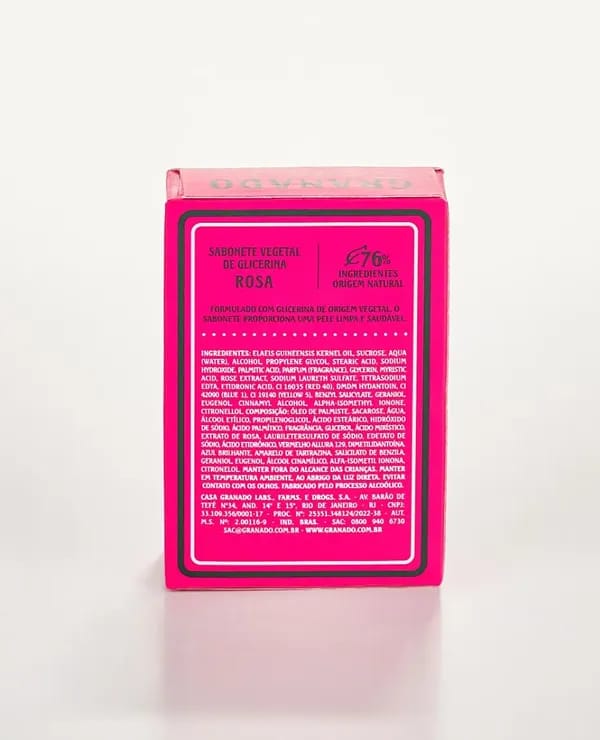 GRANADO
SABONETE VEGETAL
DE GLICERINA
ROSA
76%
INGREDIENTES
ORIGEM NATURAL
FORMULADO COM GLICERINA DE ORIGEM VEGETAL, O
SABONETE PROPORCIONA UMA PELE LIMPA E SAUDÁVEL.
INGREDIENTES: ELAEIS GUINEENSIS KERNEL OIL, SUCROSE, AQUA
(WATER), ALCOHOL, PROPYLENE GLYCOL, STEARIC ACID, SODIUM
HYDROXIDE, PALMITIC ACID, PARFUM (FRAGRANCE), GLYCERIN, MYRISTIC
ACID, ROSE EXTRACT, SODIUM LAURETH SULFATE, TETRASODIUM
EDTA, ETIDRONIC ACID, CI 16035 (RED 40), DMDM HYDANTOIN, CI
42090 (BLUE 1), CI 19140 (YELLOW 5), BENZYL SALICYLATE, GERANIOL,
EUGENOL, CINNAMYL ALCOHOL, ALPHA-ISOMETHYL IONONE,
CITRONELLOL. COMPOSIÇÃO: ÓLEO DE PALMISTE, SACAROSE, ÁGUA,
ÁLCOOL ETÍLICO, PROPILENOGLICOL, ÁCIDO ESTEÁRICO, HIDRÓXIDO
DE SÓDIO, ÁCIDO PALMÍTICO, FRAGRÂNCIA, GLICEROL, ÁCIDO MIRÍSTICO,
EXTRATO DE ROSA, LAURILETERSULFATO DE SÓDIO, EDETATO DE
SÓDIO, ÁCIDO ETIDRÔNICO, VERMELHO ALLURA 129, DIMETILIDANTOÍNA,
AZUL BRILHANTE, AMARELO DE TARTRAZINA, SALICILATO DE BENZILA,
GERANIOL, EUGENOL, ÁLCOOL CINAMÍLICO, ALFA-ISOMETIL IONONA,
CITRONELOL. MANTER FORA DO ALCANCE DAS CRIANÇAS. MANTER
EM TEMPERATURA AMBIENTE, AO ABRIGO DA LUZ DIRETA. EVITAR
CONTATO COM OS OLHOS. FABRICADO PELO PROCESSO ALCOÓLICO.
CASA GRANADO LABS., FARMS. E DROGS. S.A. - AV. BARÃO DE
TEFÉ Nº34, AND. 14º E 15º, RIO DE JANEIRO - RJ - CNPJ:
33.109.356/0001-17 - PROC. Nº: 25351.348124/2022-38 - AUT.
M.S. Nº: 2.00116-9 - IND. BRAS. - SAC: 0800 940 6730
SAC@GRANADO.COM.BR - WWW.GRANADO.COM.BR